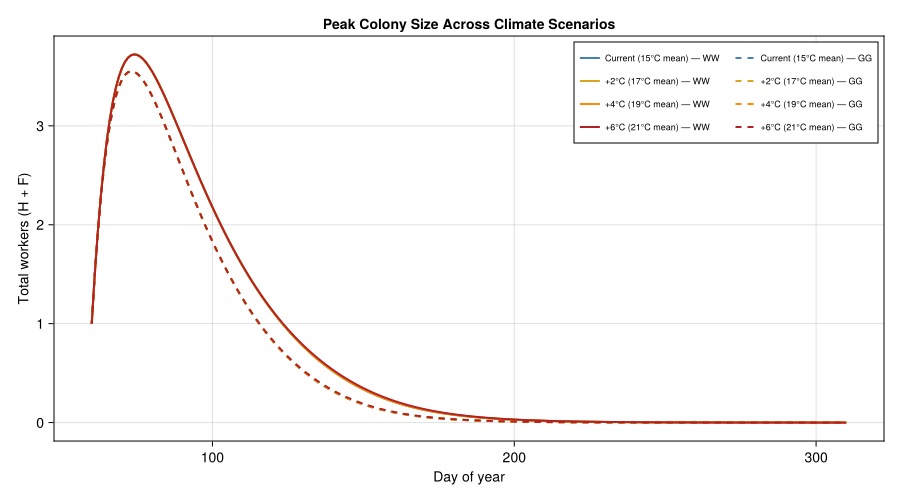 Peak Colony Size Across Climate Scenarios
Current (15°C mean) — WW
Current (15°C mean) — GG
+2°C (17°C mean) — WW
+2°C (17°C mean) — GG
+4°C (19°C mean) — WW
+4°C (19°C mean) — GG
+6°C (21°C mean) — WW
+6°C (21°C mean) — GG
Total workers (H + F)
3
2
1
0
100
200
300
Day of year